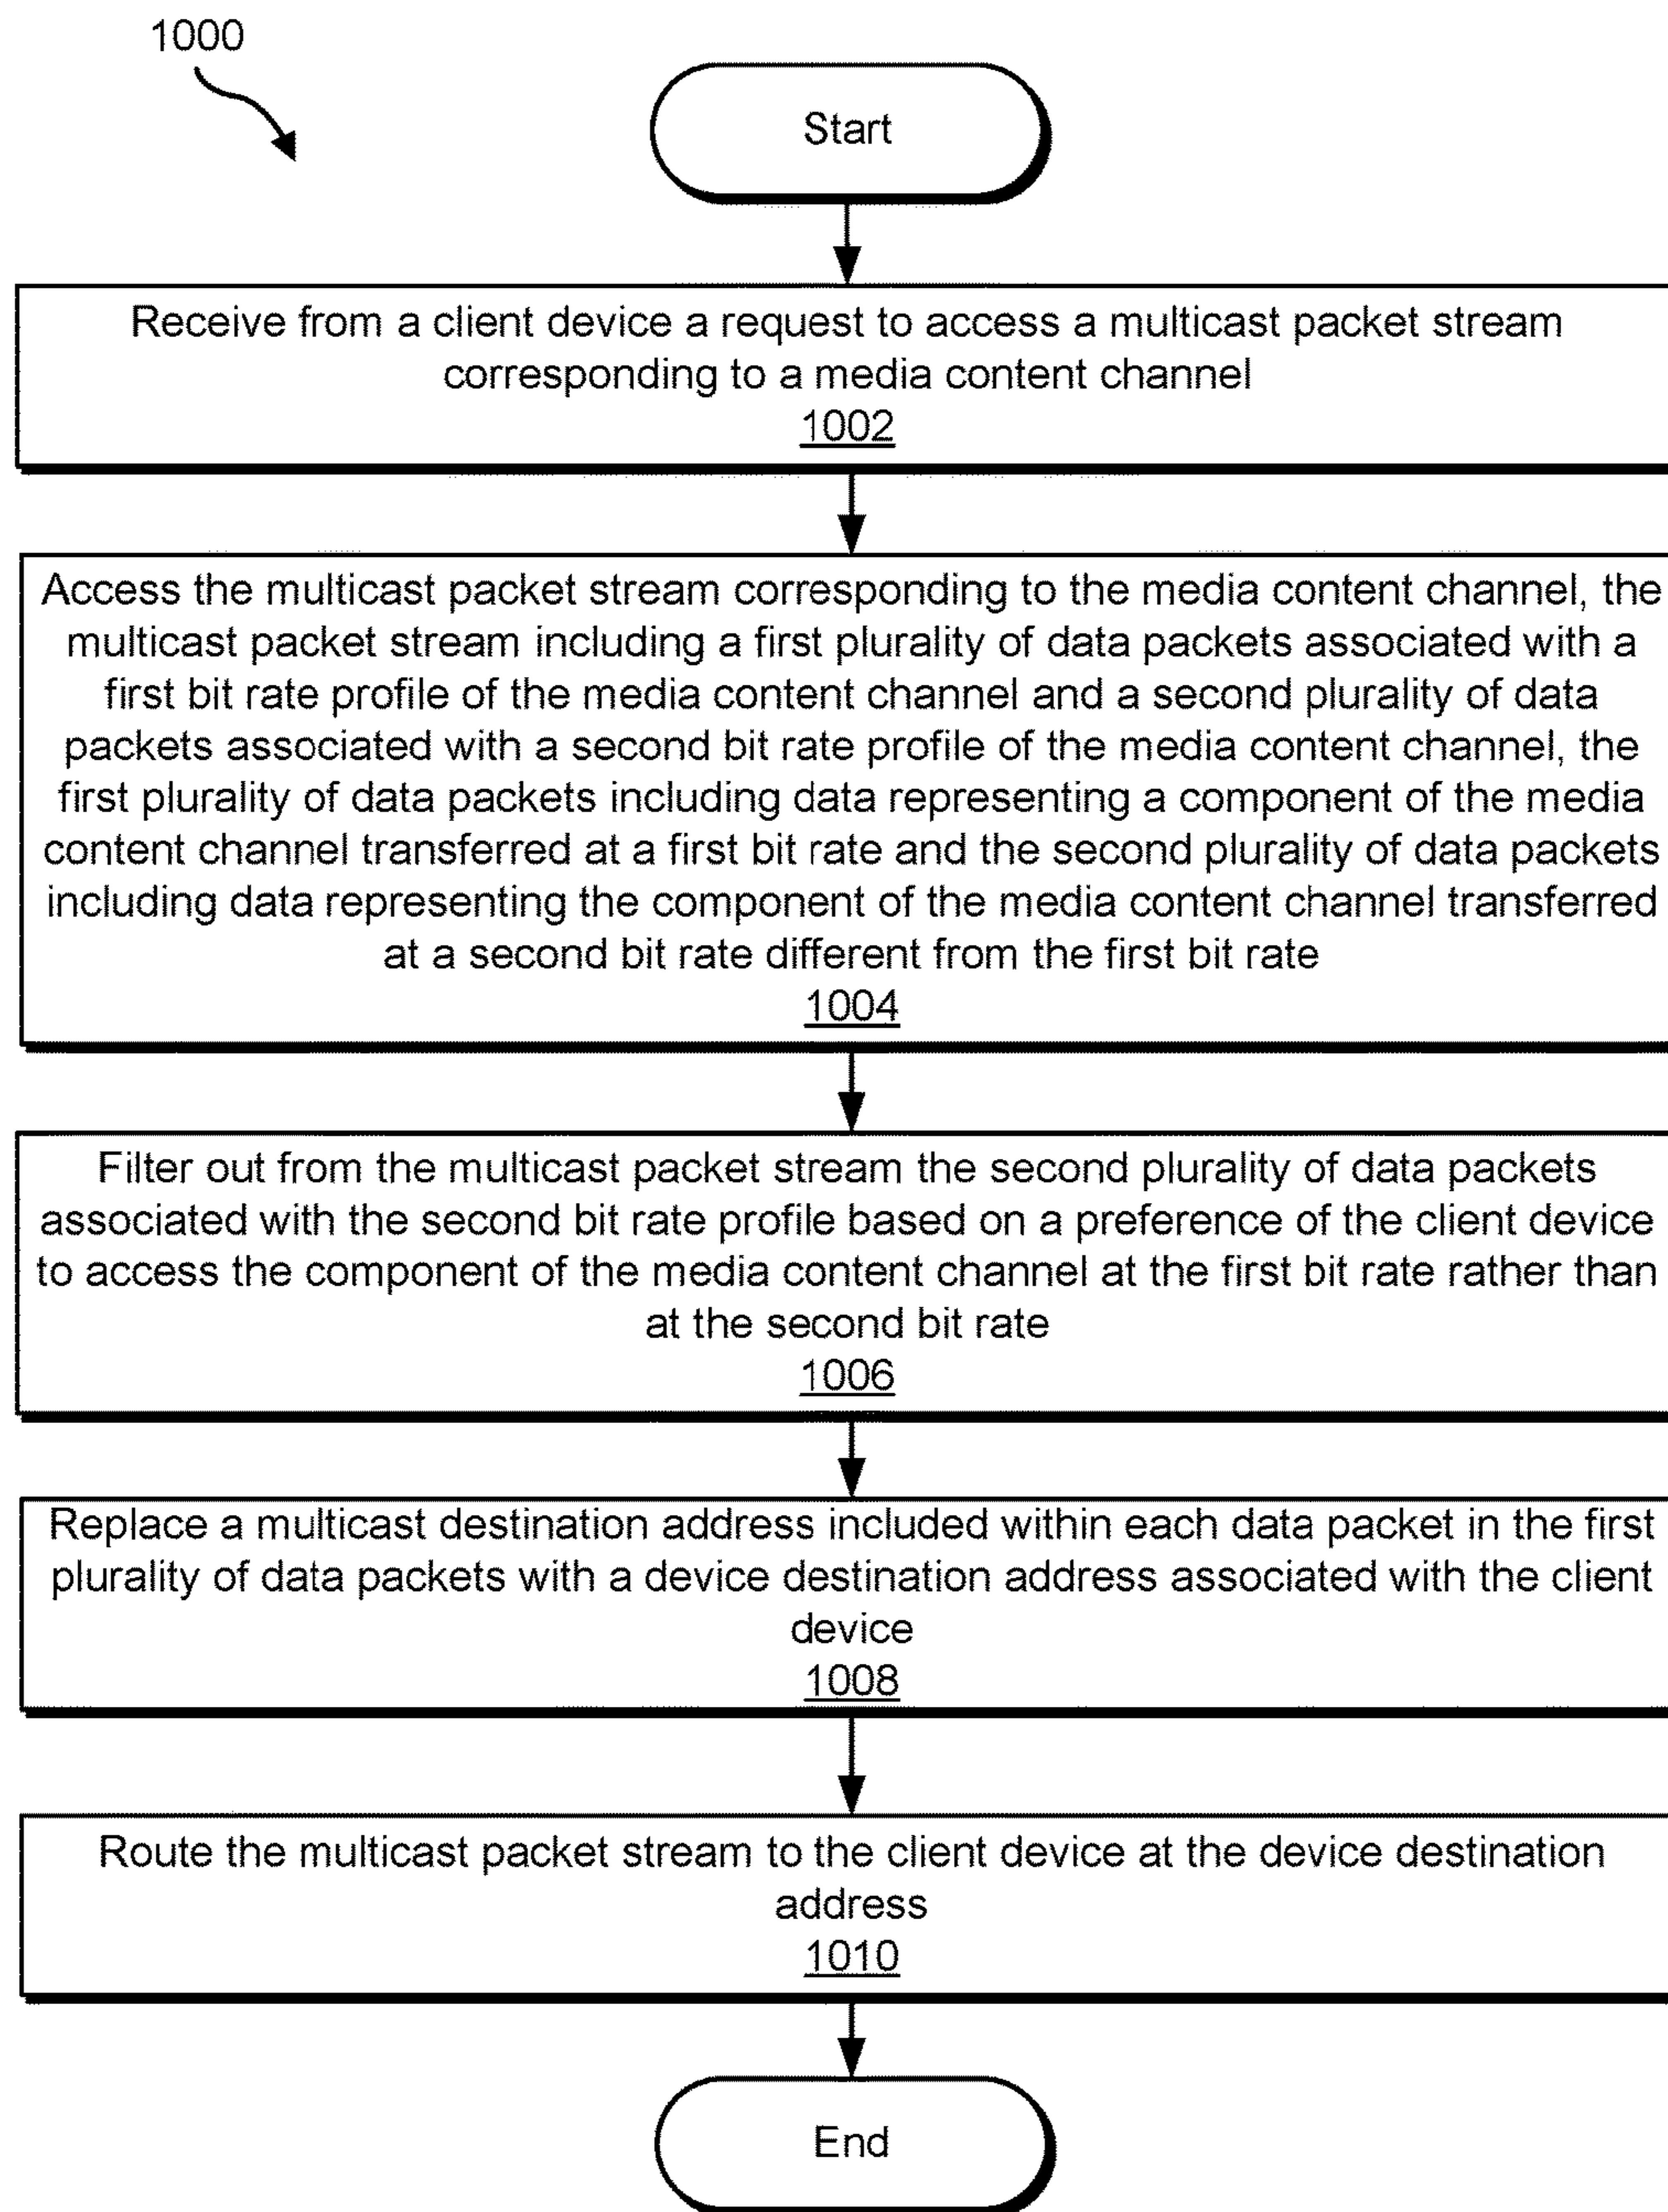 1000
Start
Receive from a client device a request to access a multicast packet stream
corresponding to a media content channel
1002
Access the multicast packet stream corresponding to the media content channel, the
multicast packet stream including a first plurality of data packets associated with a
first bit rate profile of the media content channel and a second plurality of data
packets associated with a second bit rate profile of the media content channel, the
first plurality of data packets including data representing a component of the media
content channel transferred at a first bit rate and the second plurality of data packets
including data representing the component of the media content channel transferred
at a second bit rate different from the first bit rate
1004
Filter out from the multicast packet stream the second plurality of data packets
associated with the second bit rate profile based on a preference of the client device
to access the component of the media content channel at the first bit rate rather than
at the second bit rate
1006
Replace a multicast destination address included within each data packet in the first
plurality of data packets with a device destination address associated with the client
device
1008
Route the multicast packet stream to the client device at the device destination
address
1010
End